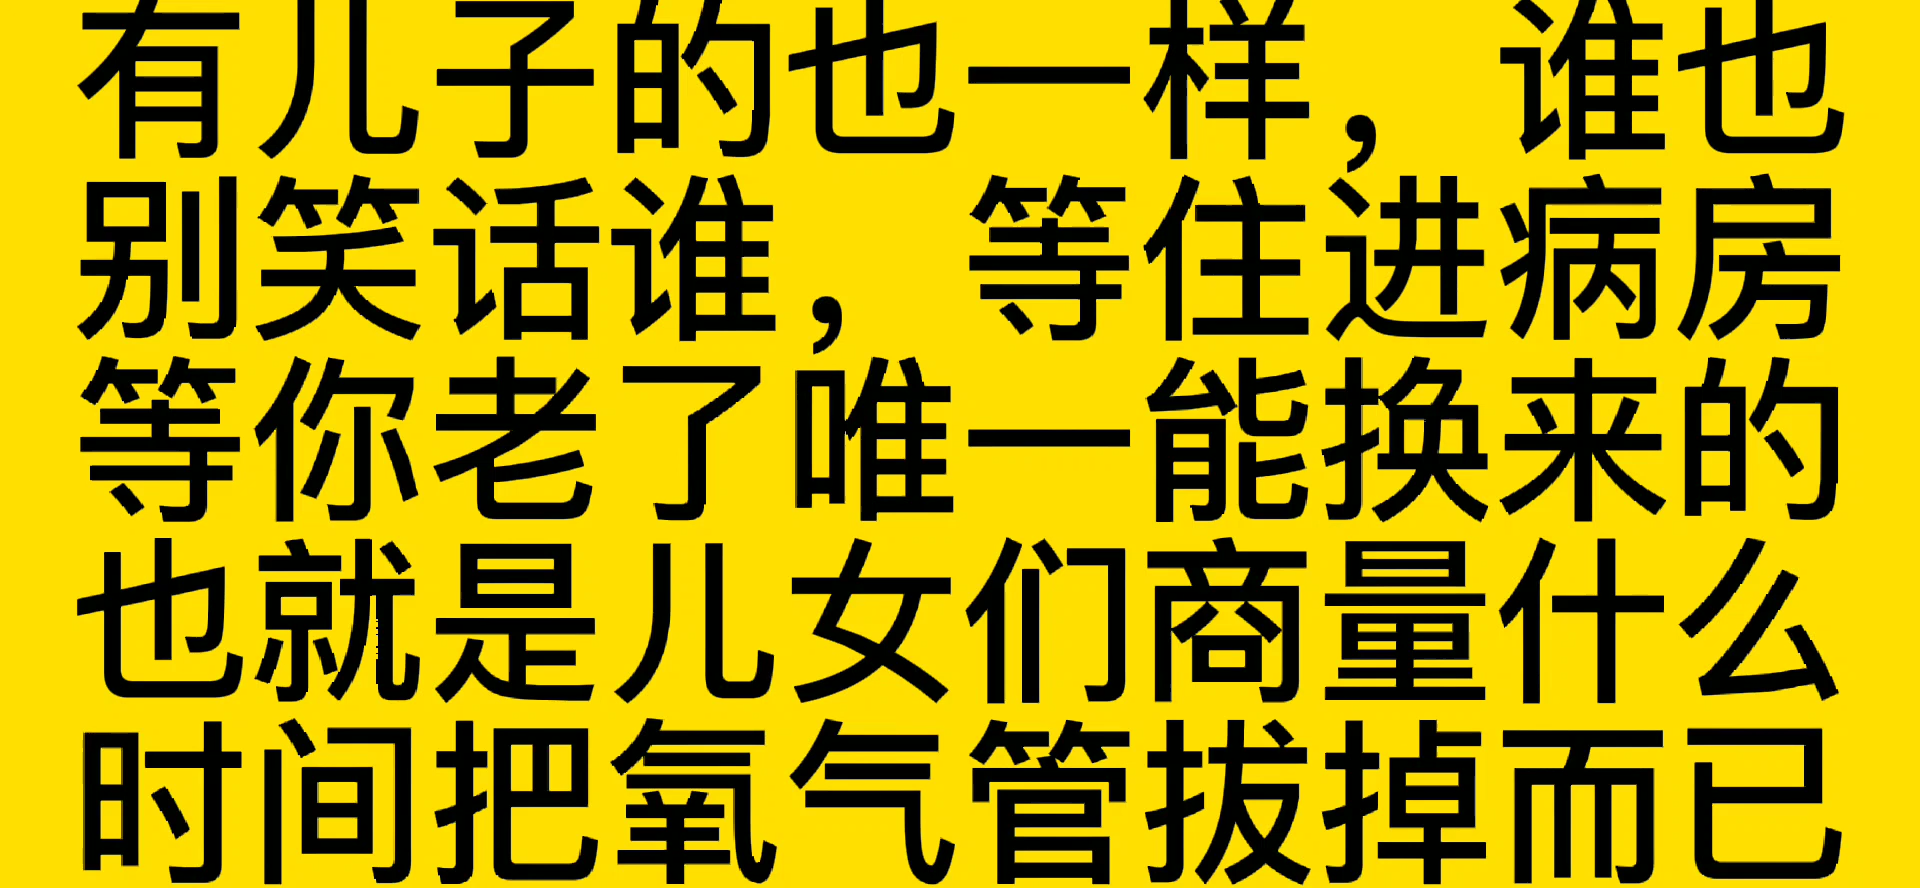 有儿子的也一样，谁也
别笑话谁，等住进病房
等你老了唯一能换来的
也就是儿女们商量什么
时间把氧气管拔掉而已